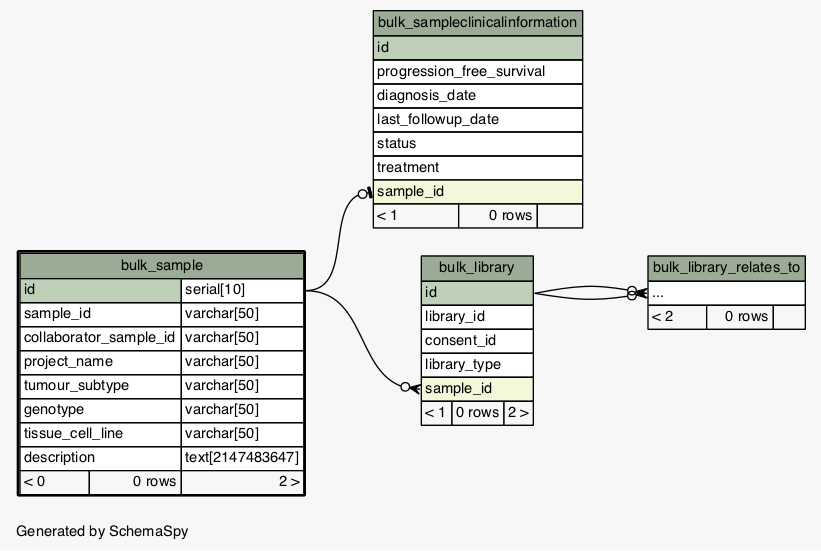 bulk_sampleclinicalinformation
id
progression_free_survival
diagnosis_date
last_followup_date
status
treatment
sample_id
< 1 0 rows
bulk_sample
id serial[10]
sample_id varchar[50]
collaborator_sample_id varchar[50]
project_name varchar[50]
tumour_subtype varchar[50]
genotype varchar[50]
tissue_cell_line varchar[50]
description text[2147483647]
< 0 0 rows 2 >
bulk_library
id
library_id
consent_id
library_type
sample_id
< 1 0 rows 2 >
bulk_library_relates_to
...
< 2 0 rows
Generated by SchemaSpy